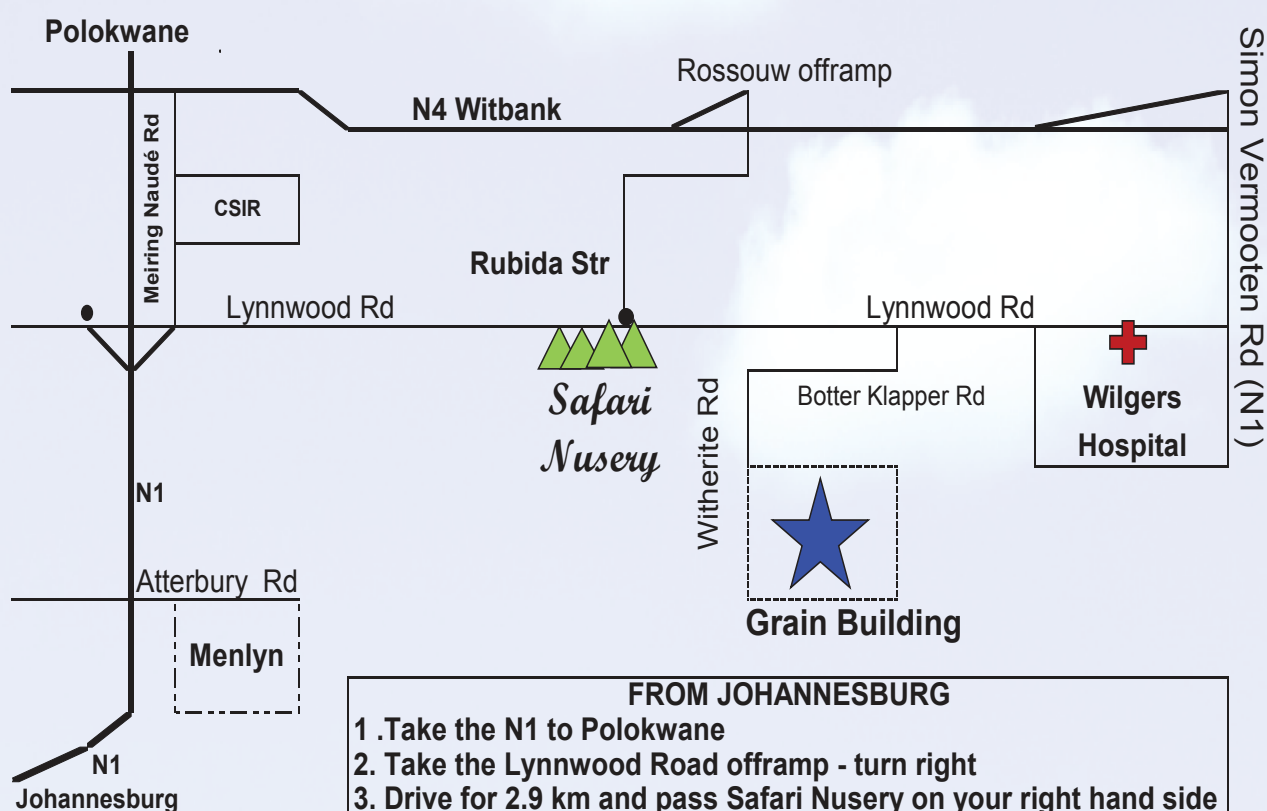 Polokwane
Rossouw offramp
N4 Witbank
Simon Vermooten Rd (N1)
Meiring Naudé Rd
CSIR
Rubida Str
Lynnwood Rd
Lynnwood Rd
Safari
Nusery
Witherite Rd
Botter Klapper Rd
Wilgers
Hospital
N1
Atterbury Rd
Menlyn
Grain Building
N1
Johannesburg
FROM JOHANNESBURG
1 .Take the N1 to Polokwane
2. Take the Lynnwood Road offramp - turn right
3. Drive for 2.9 km and pass Safari Nusery on your right hand side